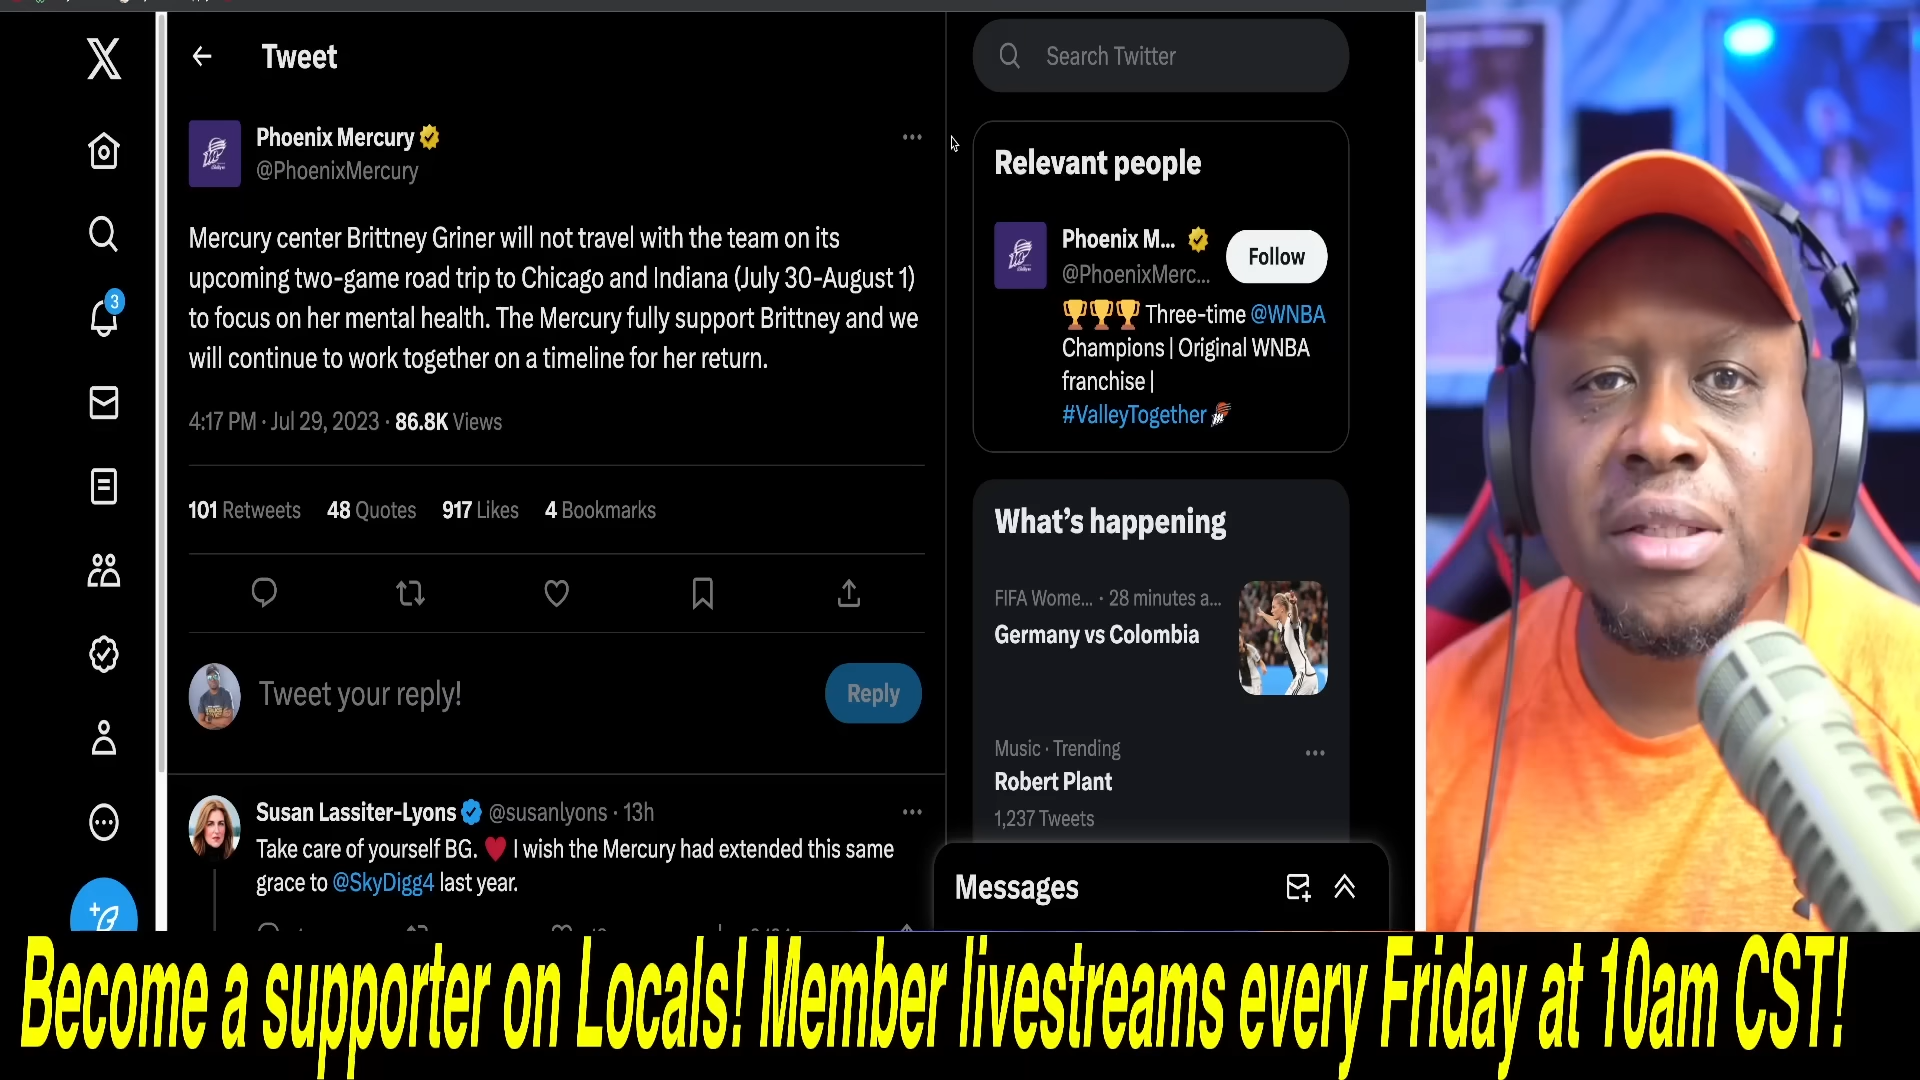 Tweet
Search Twitter
Phoenix Mercury
@PhoenixMercury
Mercury center Brittney Griner will not travel with the team on its
upcoming two-game road trip to Chicago and Indiana (July 30-August 1)
to focus on her mental health. The Mercury fully support Brittney and we
will continue to work together on a timeline for her return.
4:17 PM · Jul 29, 2023 · 86.8K Views
101 Retweets 48 Quotes 917 Likes 4 Bookmarks
3
Tweet your reply!
Reply
Susan Lassiter-Lyons @susanlyons · 13h
Take care of yourself BG. ♥ I wish the Mercury had extended this same
grace to @SkyDigg4 last year.
Relevant people
Phoenix M...
@PhoenixMerc...
Follow
🏆🏆🏆 Three-time @WNBA
Champions | Original WNBA
franchise |
#ValleyTogether
What's happening
FIFA Wome... · 28 minutes a...
Germany vs Colombia
Music · Trending
Robert Plant
1,237 Tweets
Messages
Become a supporter on Locals! Member livestreams every Friday at 10am CST!